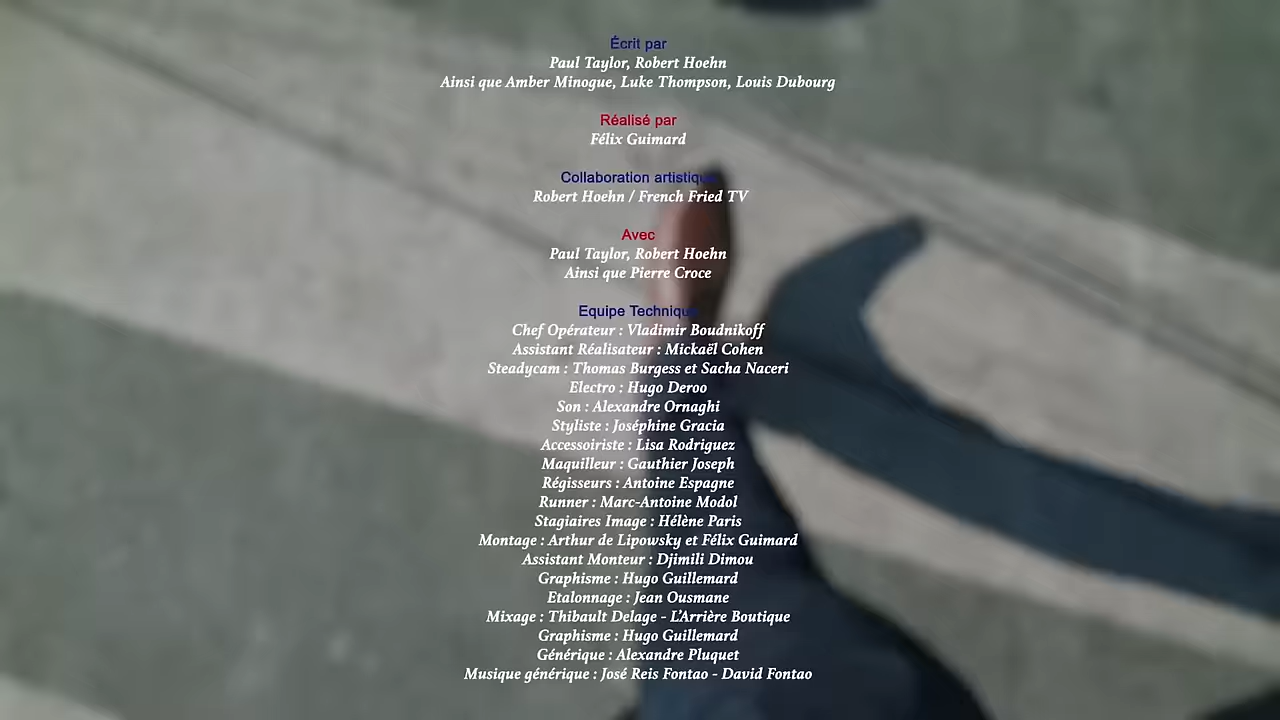 Écrit par
Paul Taylor, Robert Hoehn
Ainsi que Amber Minogue, Luke Thompson, Louis Dubourg
Réalisé par
Félix Guimard
Collaboration artistique
Robert Hoehn / French Fried TV
Avec
Paul Taylor, Robert Hoehn
Ainsi que Pierre Croce
Equipe Technique
Chef Opérateur : Vladimir Boudnikoff
Assistant Réalisateur : Mickaël Cohen
Steadycam : Thomas Burgess et Sacha Naceri
Electro : Hugo Deroo
Son : Alexandre Ornaghi
Styliste : Joséphine Gracia
Accessoiriste : Lisa Rodriguez
Maquilleur : Gauthier Joseph
Régisseurs : Antoine Espagne
Runner : Marc-Antoine Modol
Stagiaires Image : Hélène Paris
Montage : Arthur de Lipowsky et Félix Guimard
Assistant Monteur : Djimili Dimou
Graphisme : Hugo Guillemard
Etalonnage : Jean Ousmane
Mixage : Thibault Delage - L'Arrière Boutique
Graphisme : Hugo Guillemard
Générique : Alexandre Pluquet
Musique générique : José Reis Fontao - David Fontao